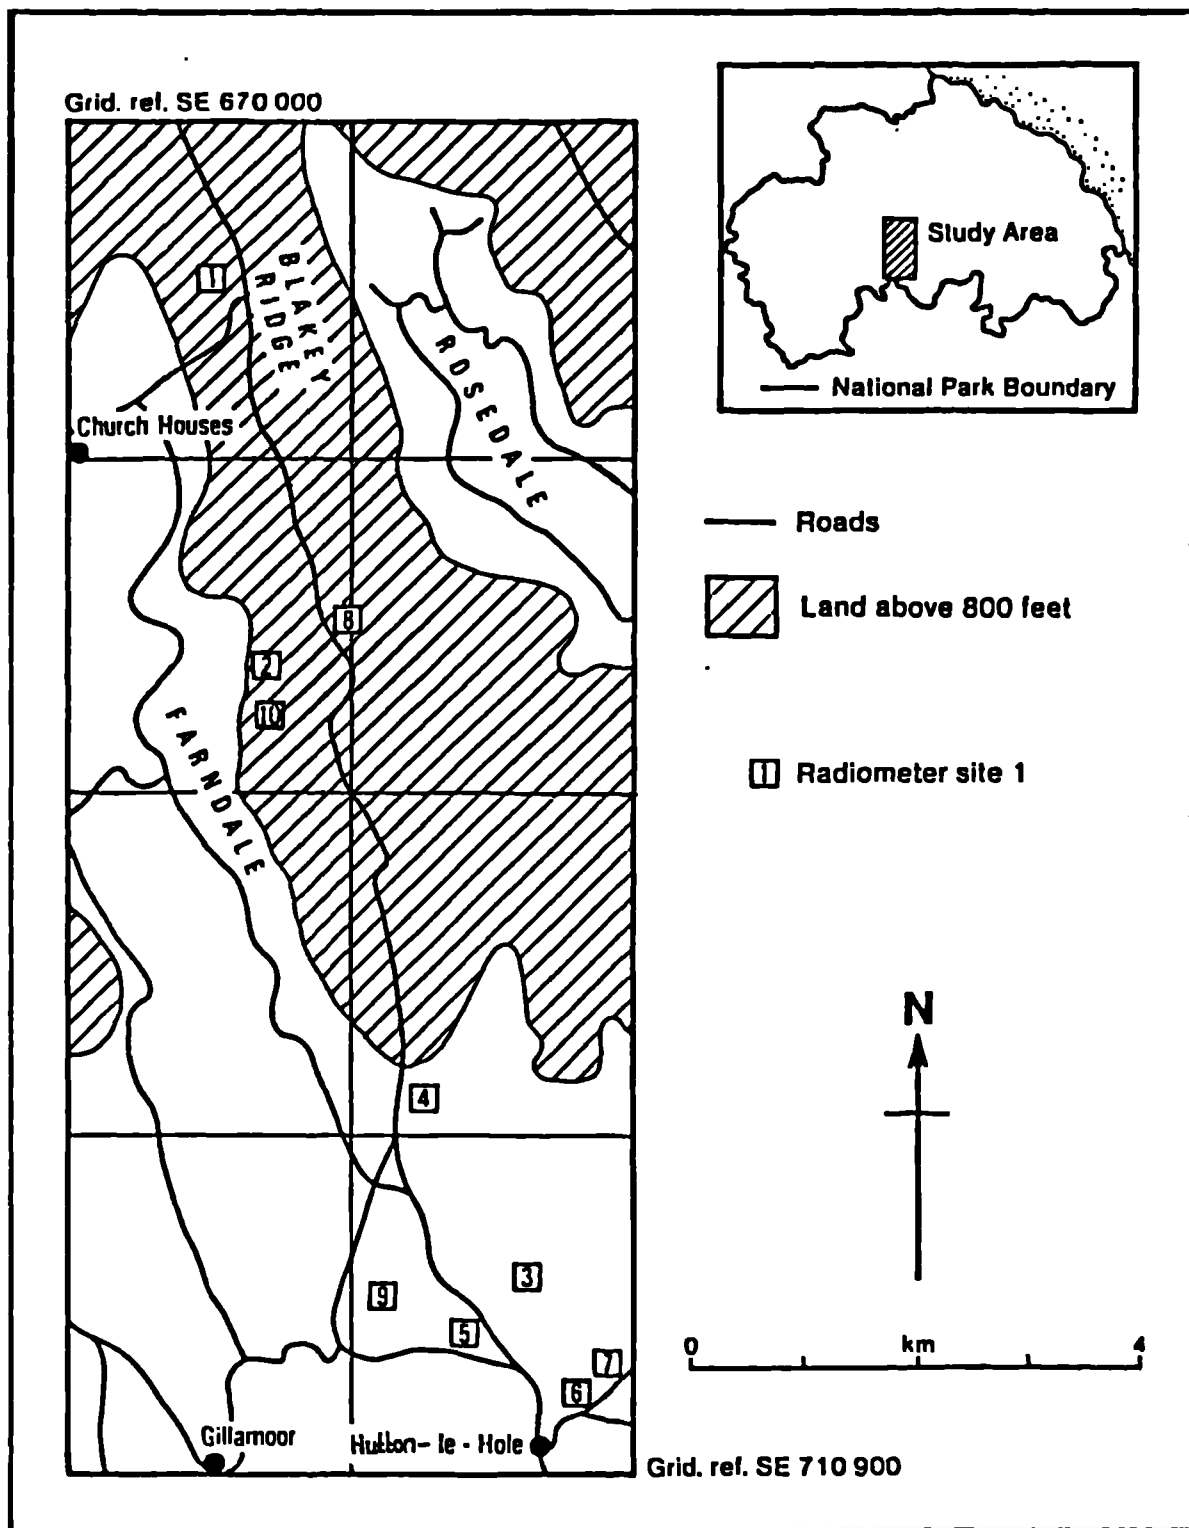 Grid. ref. SE 670 000
Study Area
National Park Boundary
1
BLAKEY
RIDGE
ROSEDALE
Church Houses
Roads
Land above 800 feet
8
2
10
FARNDALE
1 Radiometer site 1
N
4
3
9
5
7
6
0 km 4
Gillamoor
Hutton-le-Hole
Grid. ref. SE 710 900